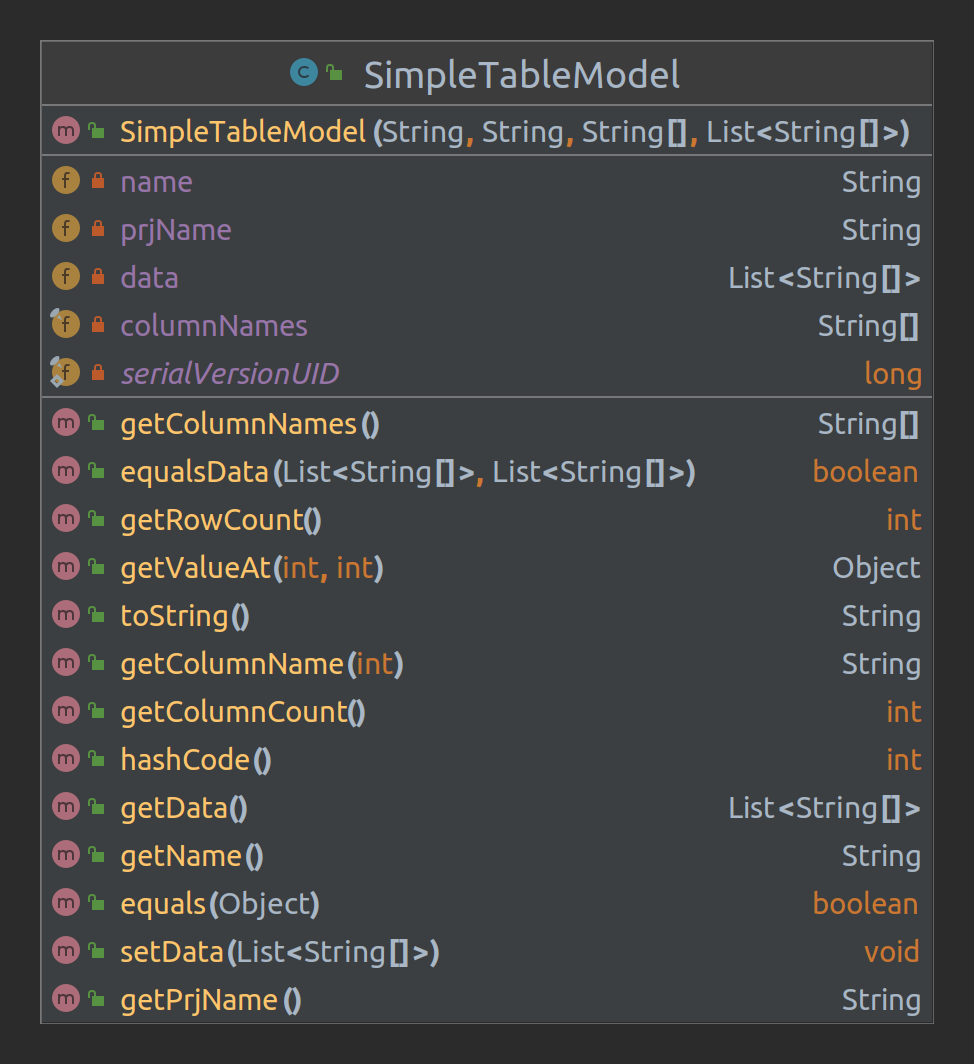 SimpleTableModel
SimpleTableModel(String, String, String[], List<String[]>)
name String
prjName String
data List<String[]>
columnNames String[]
serialVersionUID long
getColumnNames() String[]
equalsData(List<String[]>, List<String[]>) boolean
getRowCount() int
getValueAt(int, int) Object
toString() String
getColumnName(int) String
getColumnCount() int
hashCode() int
getData() List<String[]>
getName() String
equals(Object) boolean
setData(List<String[]>) void
getPrjName() String